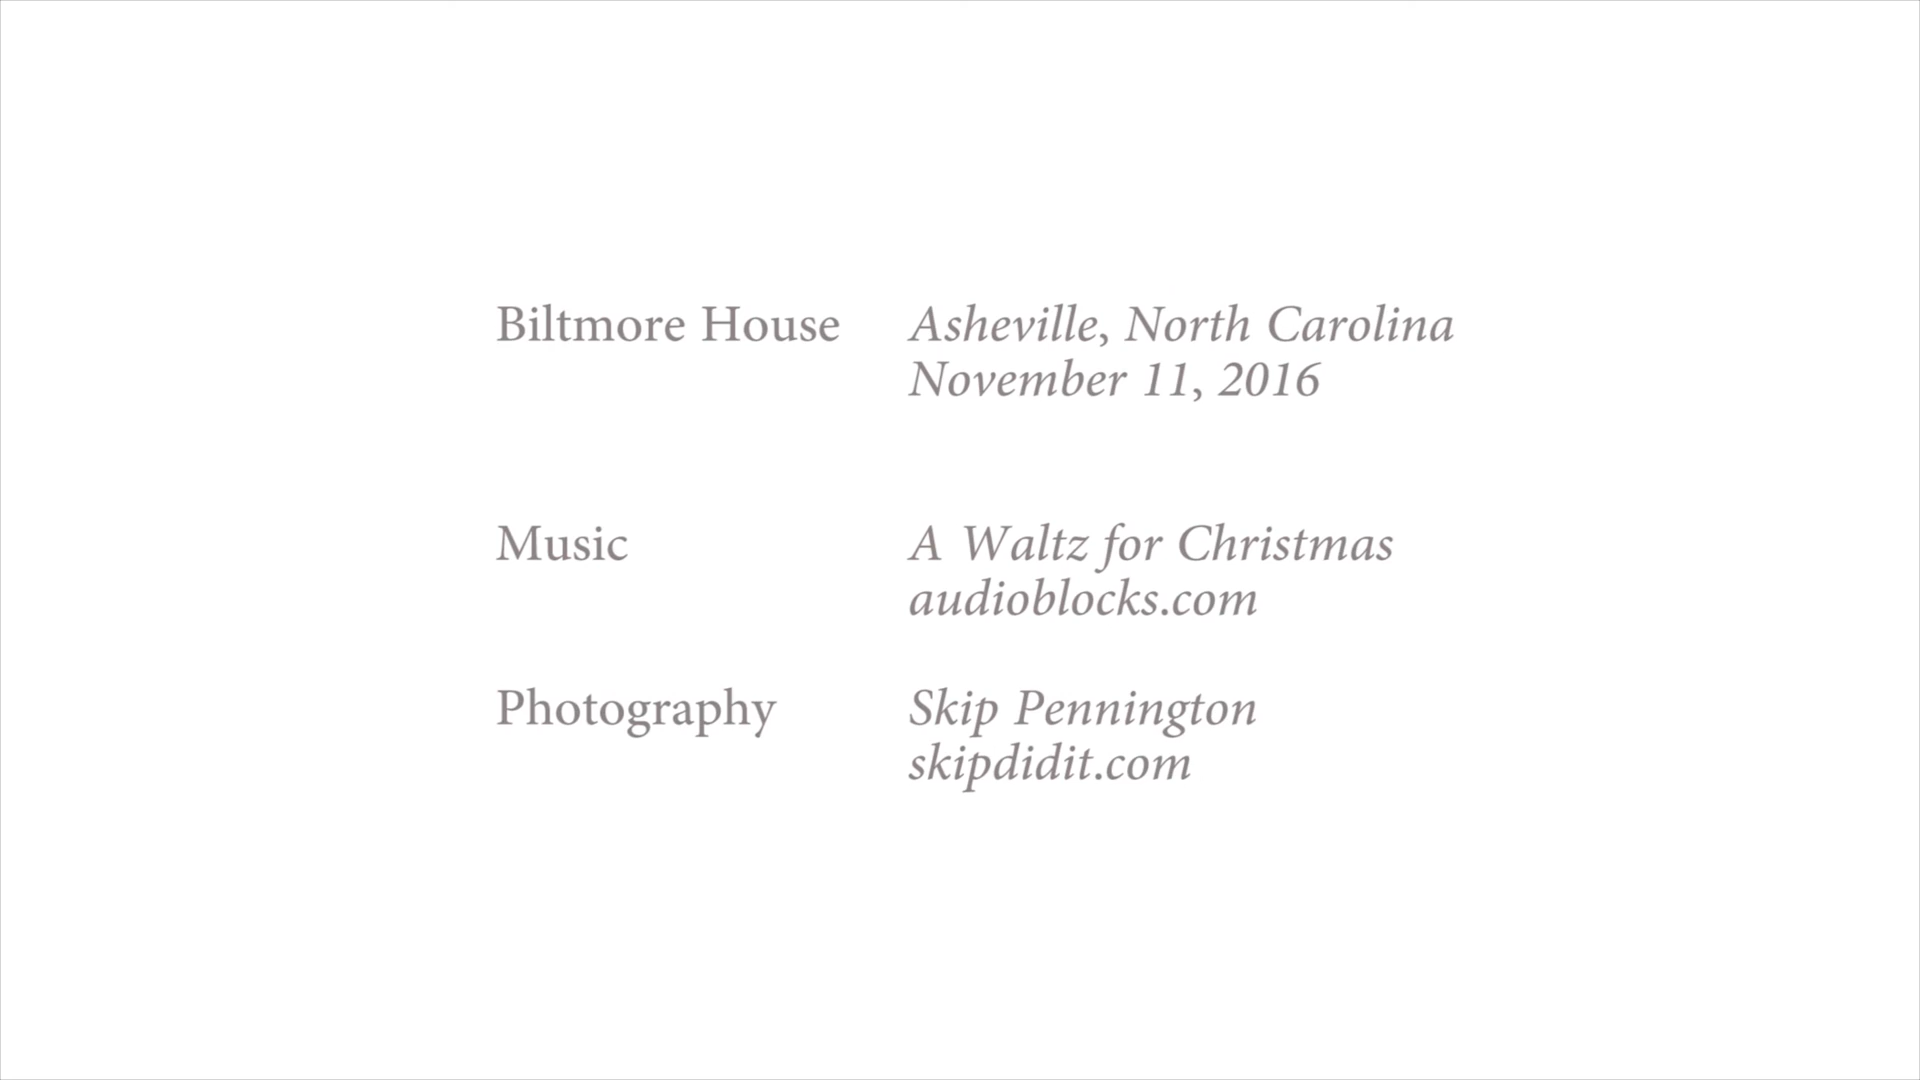 Biltmore House Asheville, North Carolina
November 11, 2016
Music A Waltz for Christmas
audioblocks.com
Photography Skip Pennington
skipdidit.com